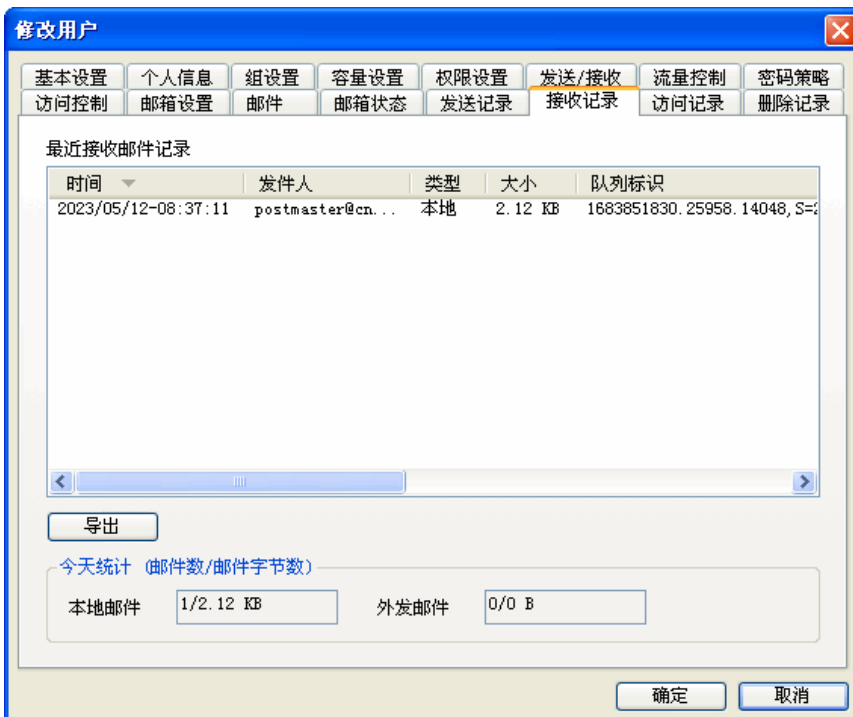 修改用户
基本设置 个人信息 组设置 容量设置 权限设置 发送/接收 流量控制 密码策略
访问控制 邮箱设置 邮件 邮箱状态 发送记录 接收记录 访问记录 删除记录
最近接收邮件记录
时间 发件人 类型 大小 队列标识
2023/05/12-08:37:11 postmaster@cn... 本地 2.12 KB 1683851830.25958.14048,S=
导出
今天统计 (邮件数/邮件字节数)
本地邮件 1/2.12 KB 外发邮件 0/0 B
确定 取消